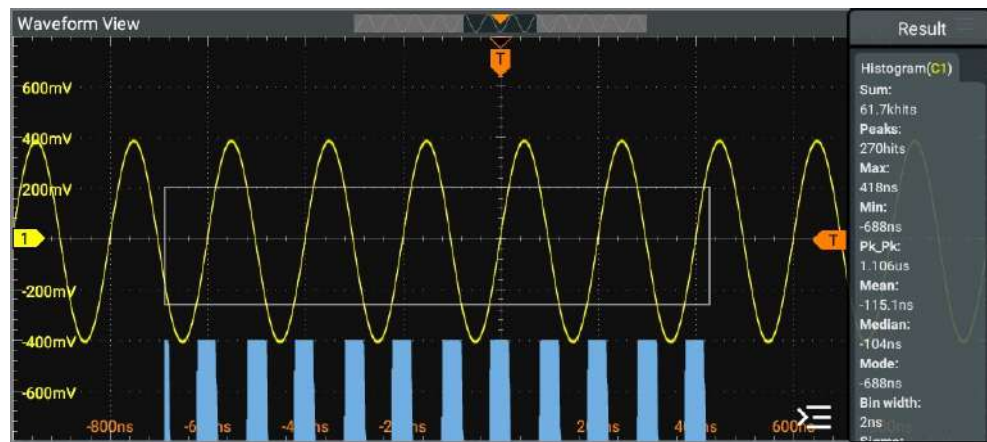 Waveform View
Result
T
Histogram(C1)
Sum:
61.7khits
Peaks:
270hits
Max:
418ns
Min:
-688ns
Pk_Pk:
1.106us
Mean:
-115.1ns
Median:
-104ns
Mode:
-688ns
Bin width:
2ns
600mV
400mV
200mV
1
T
-200mV
-400mV
-600mV
-800ns
600ns